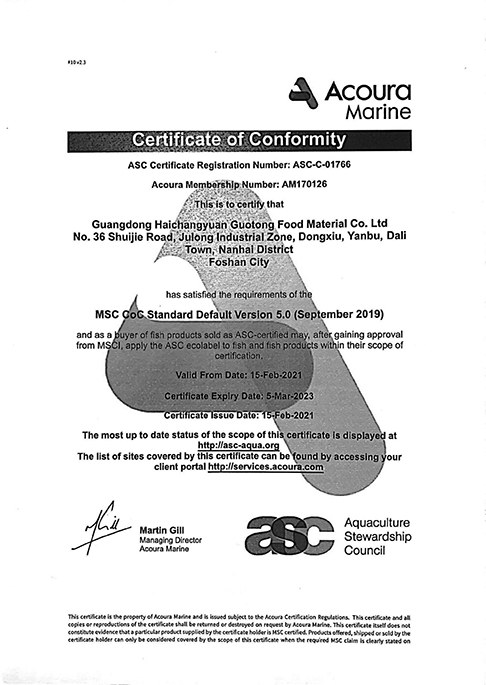 F10 v2.3
Acoura
Marine
Certificate of Conformity
ASC Certificate Registration Number: ASC-C-01766
Acoura Membership Number: AM170126
This is to certify that
Guangdong Haichangyuan Guotong Food Material Co. Ltd
No. 36 Shuijie Road, Julong Industrial Zone, Dongxiu, Yanbu, Dali
Town, Nanhai District
Foshan City
has satisfied the requirements of the
MSC CoC Standard Default Version 5.0 (September 2019)
and as a buyer of fish products sold as ASC-certified may, after gaining approval
from MSCI, apply the ASC ecolabel to fish and fish products within their scope of
certification.
Valid From Date: 15-Feb-2021
Certificate Expiry Date: 5-Mar-2023
Certificate Issue Date: 15-Feb-2021
The most up to date status of the scope of this certificate is displayed at
http://asc-aqua.org
The list of sites covered by this certificate can be found by accessing your
client portal http://services.acoura.com
Martin Gill
Managing Director
Acoura Marine
asc
Aquaculture
Stewardship
Council
This certificate is the property of Acoura Marine and is issued subject to the Acoura Certification Regulations. This certificate and all
copies or reproductions of the certificate shall be returned or destroyed on request by Acoura Marine. This certificate itself does not
constitute evidence that a particular product supplied by the certificate holder is MSC certified. Products offered, shipped or sold by the
certificate holder can only be considered covered by the scope of this certificate when the required MSC claim is clearly stated on